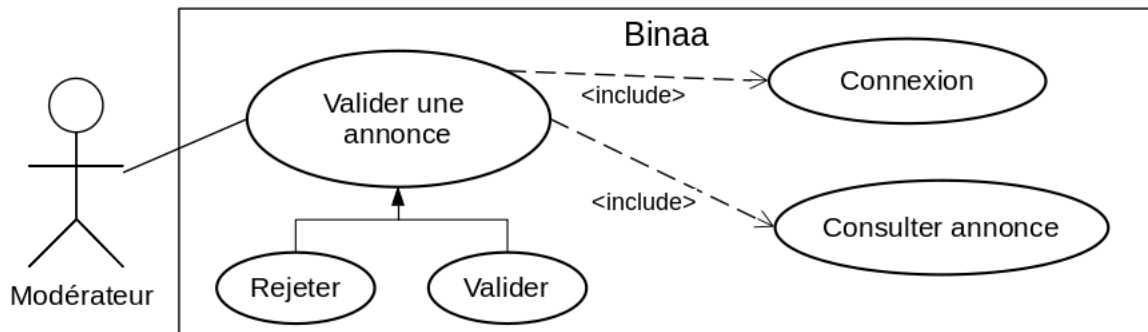 Binaa
Valider une
annonce
<include>
Connexion
<include>
Consulter annonce
Rejeter
Valider
Modérateur